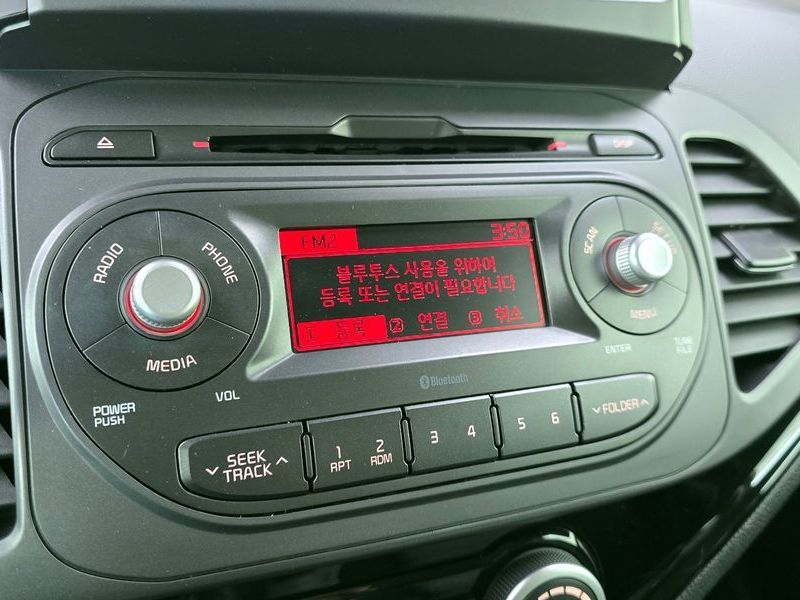 DISP
RADIO
PHONE
MEDIA
FM2
3:50
블루투스 사용을 위하여
등록 또는 연결이 필요합니다
1 등록 2 연결 3 취소
SCAN
SETUP
MENU
POWER
PUSH
VOL
Bluetooth
ENTER
TUNE
FILE
SEEK
TRACK
1
RPT
2
RDM
3 4
5 6
FOLDER